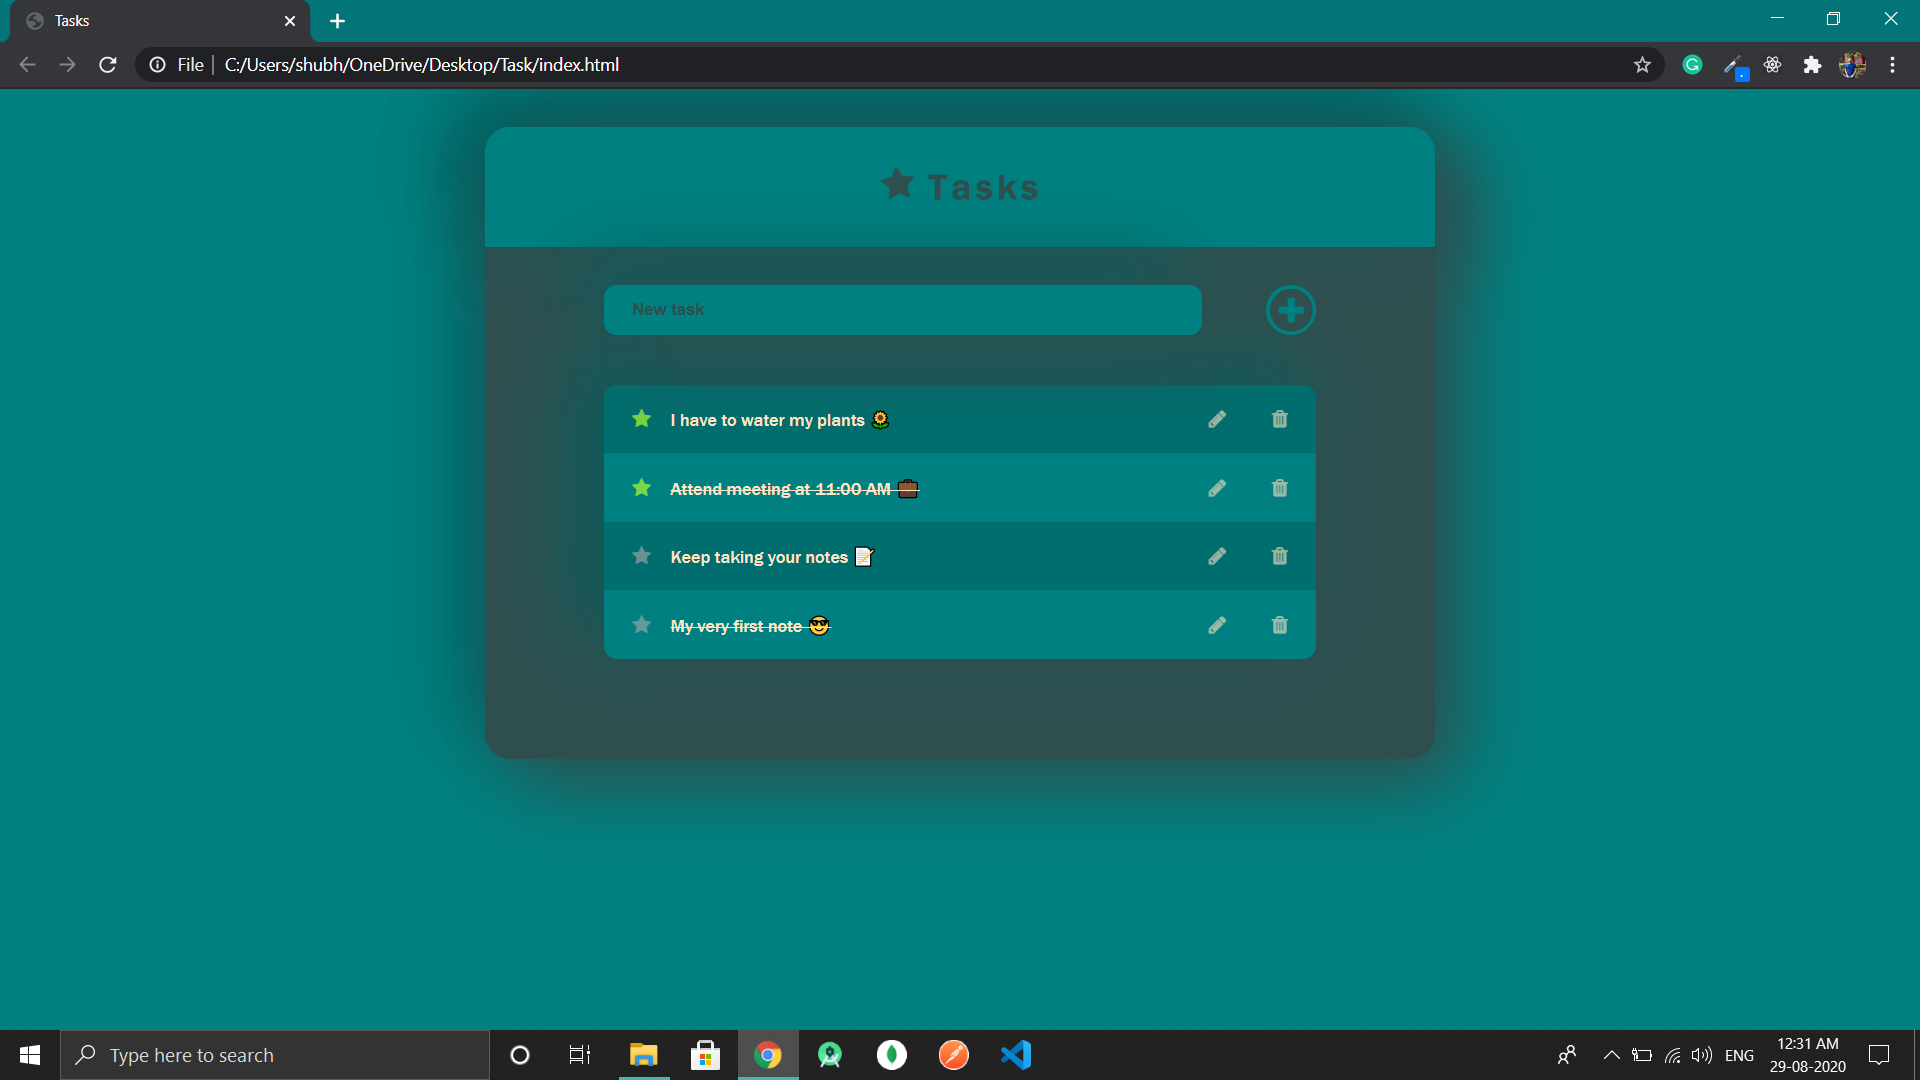 Tasks
File | C:/Users/shubh/OneDrive/Desktop/Task/index.html
Tasks
New task
I have to water my plants 🌻
Attend meeting at 11:00 AM 💼
Keep taking your notes 📝
My very first note 😎
Type here to search
ENG
12:31 AM
29-08-2020